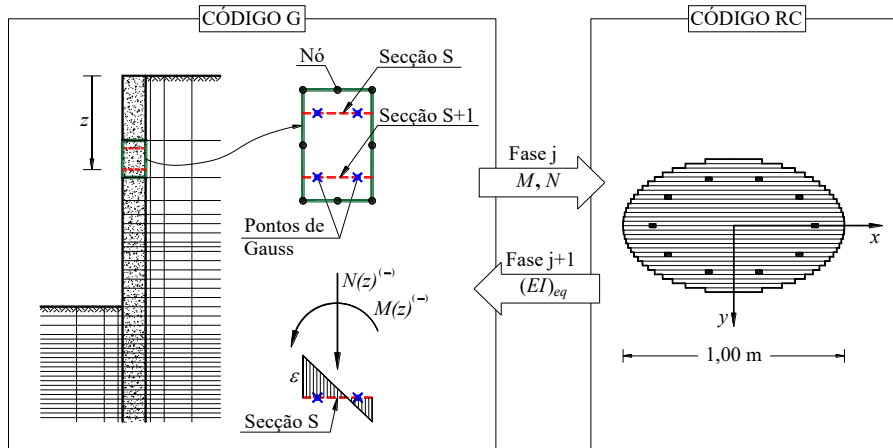 CÓDIGO G
CÓDIGO RC
Nó
Secção S
Secção S+1
z
Pontos de
Gauss
N(z)⁽⁻⁾
M(z)⁽⁻⁾
ε
Secção S
Fase j
M, N
Fase j+1
(EI)eq
x
y
1,00 m